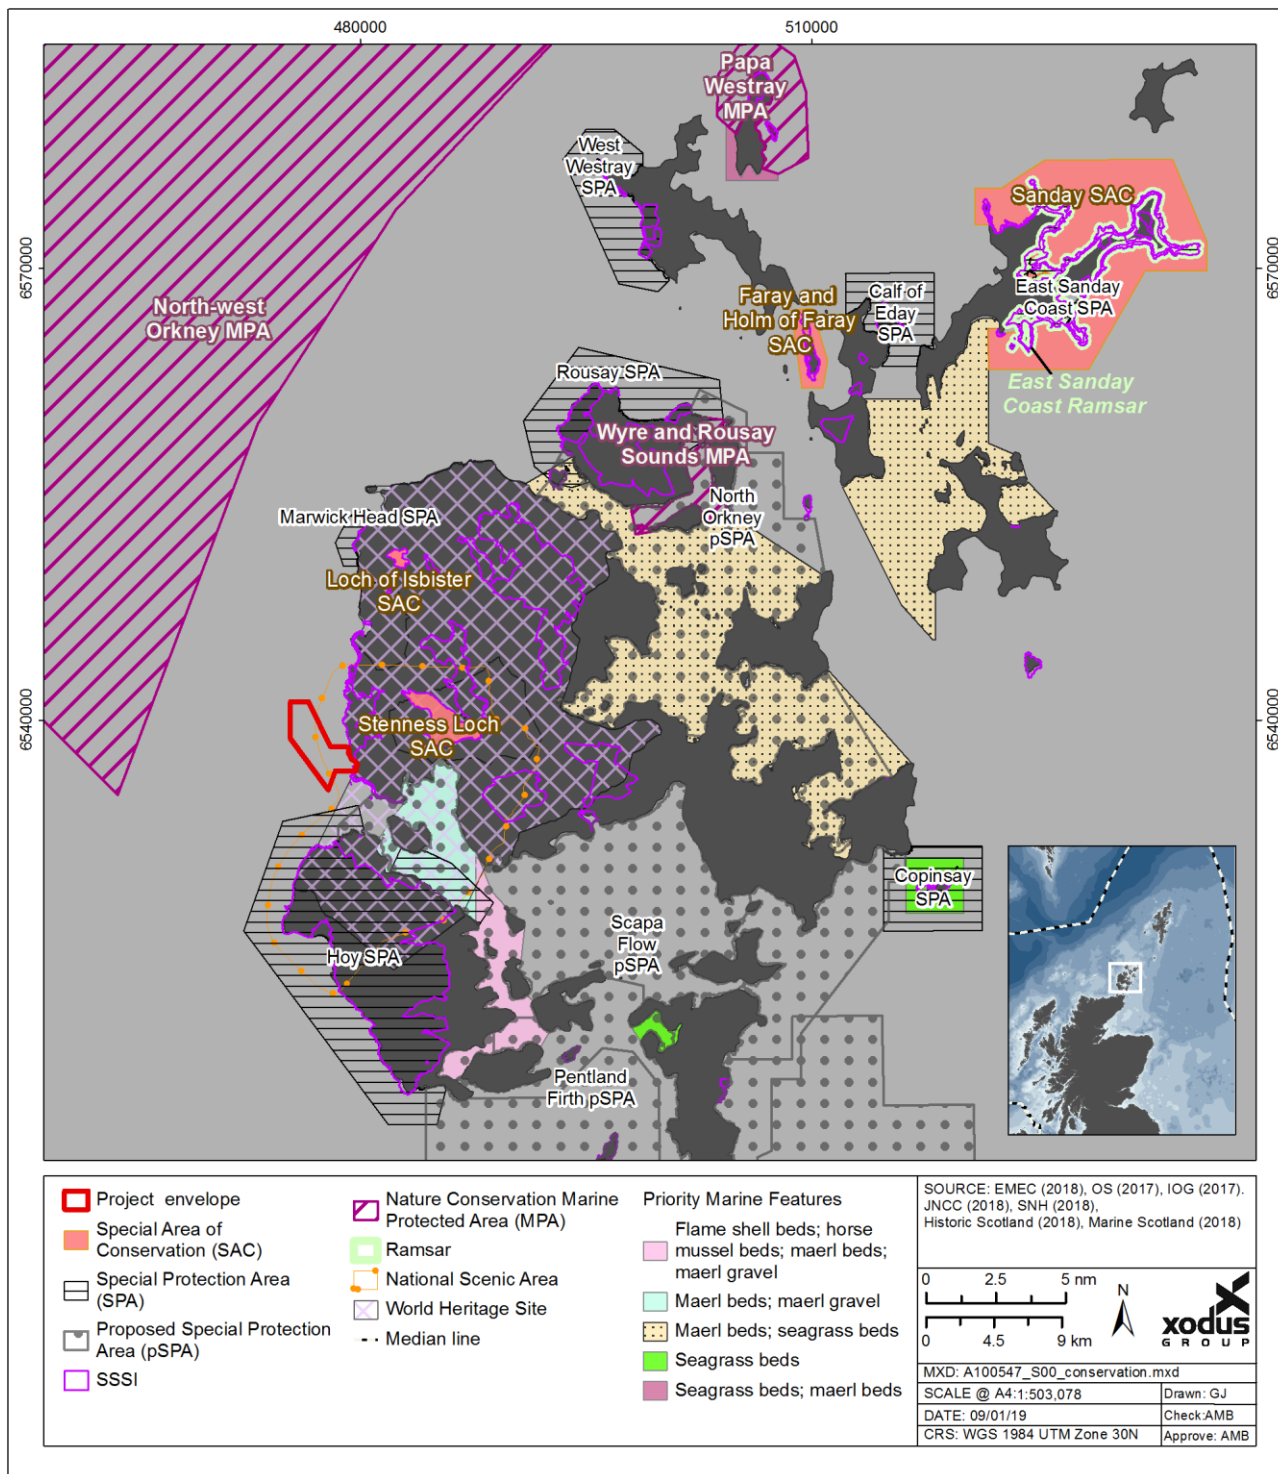 480000
510000
Papa
Westray
MPA
West
Westray
SPA
Sanday SAC
6570000
6570000
North-west
Orkney MPA
Faray and
Holm of Faray
SAC
Calf of
Eday
SPA
East Sanday
Coast SPA
East Sanday
Coast Ramsar
Rousay SPA
Wyre and Rousay
Sounds MPA
North
Orkney
pSPA
Marwick Head SPA
Loch of Isbister
SAC
6540000
6540000
Stenness Loch
SAC
Copinsay
SPA
Scapa
Flow
pSPA
Hoy SPA
Pentland
Firth pSPA
Project envelope
Special Area of
Conservation (SAC)
Special Protection Area
(SPA)
Proposed Special Protection
Area (pSPA)
SSSI
Nature Conservation Marine
Protected Area (MPA)
Ramsar
National Scenic Area
World Heritage Site
Median line
Priority Marine Features
Flame shell beds; horse
mussel beds; maerl beds;
maerl gravel
Maerl beds; maerl gravel
Maerl beds; seagrass beds
Seagrass beds
Seagrass beds; maerl beds
SOURCE: EMEC (2018), OS (2017), IOG (2017).
JNCC (2018), SNH (2018),
Historic Scotland (2018), Marine Scotland (2018)
0 2.5 5 nm
0 4.5 9 km
N
xodus
GROUP
MXD: A100547_S00_conservation.mxd
SCALE @ A4:1:503,078
Drawn: GJ
DATE: 09/01/19
Check:AMB
CRS: WGS 1984 UTM Zone 30N
Approve: AMB